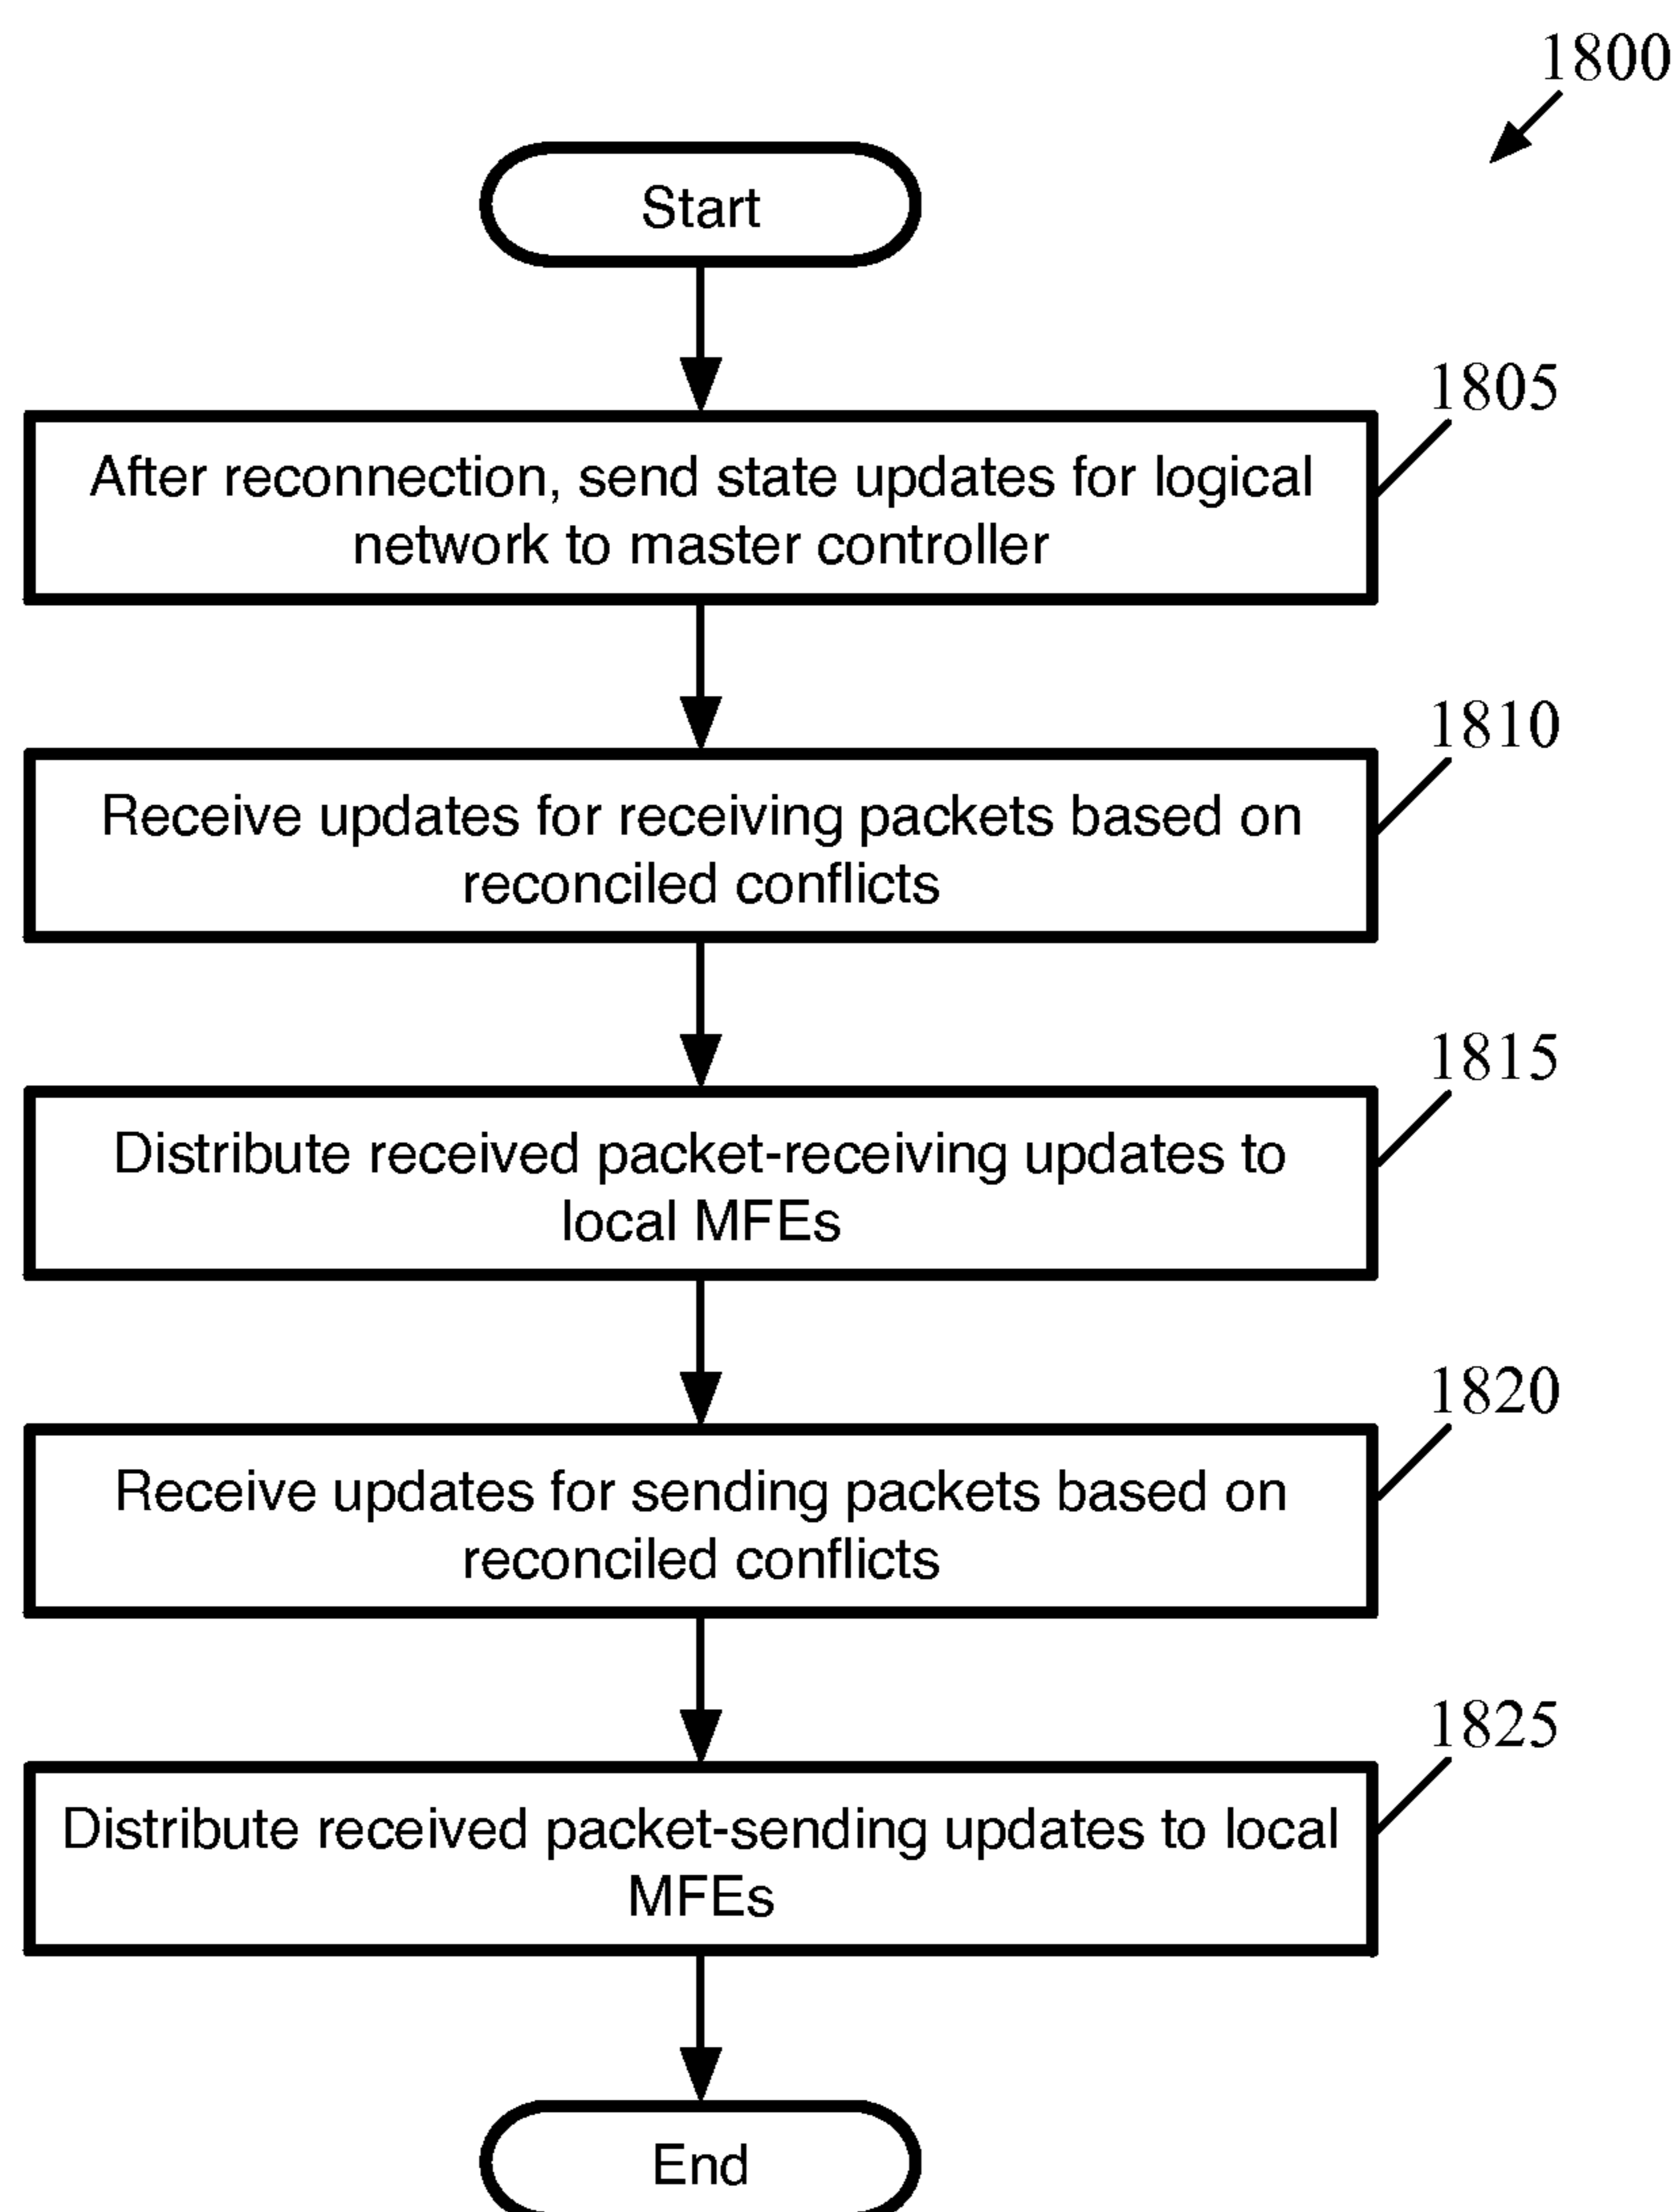 1800
Start
1805
After reconnection, send state updates for logical
network to master controller
1810
Receive updates for receiving packets based on
reconciled conflicts
1815
Distribute received packet-receiving updates to
local MFEs
1820
Receive updates for sending packets based on
reconciled conflicts
1825
Distribute received packet-sending updates to local
MFEs
End